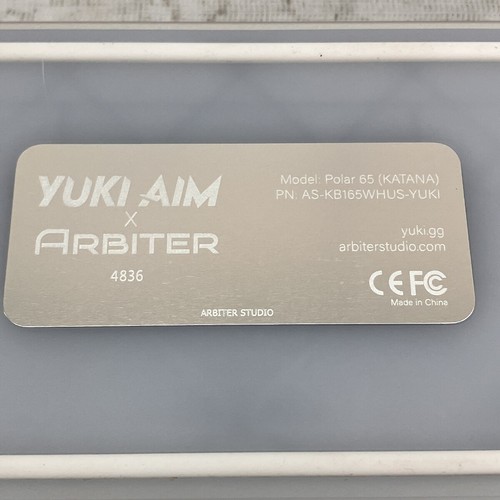 YUKI AIM
X
ARBITER
4836
Model: Polar 65 (KATANA)
PN: AS-KB165WHUS-YUKI
yuki.gg
arbiterstudio.com
CE FC
Made in China
ARBITER STUDIO